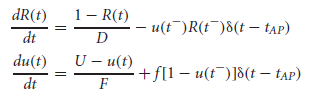 dR(t)/dt = (1 − R(t))/D − u(t⁻)R(t⁻)δ(t − t_AP)
du(t)/dt = (U − u(t))/F + f[1 − u(t⁻)]δ(t − t_AP)